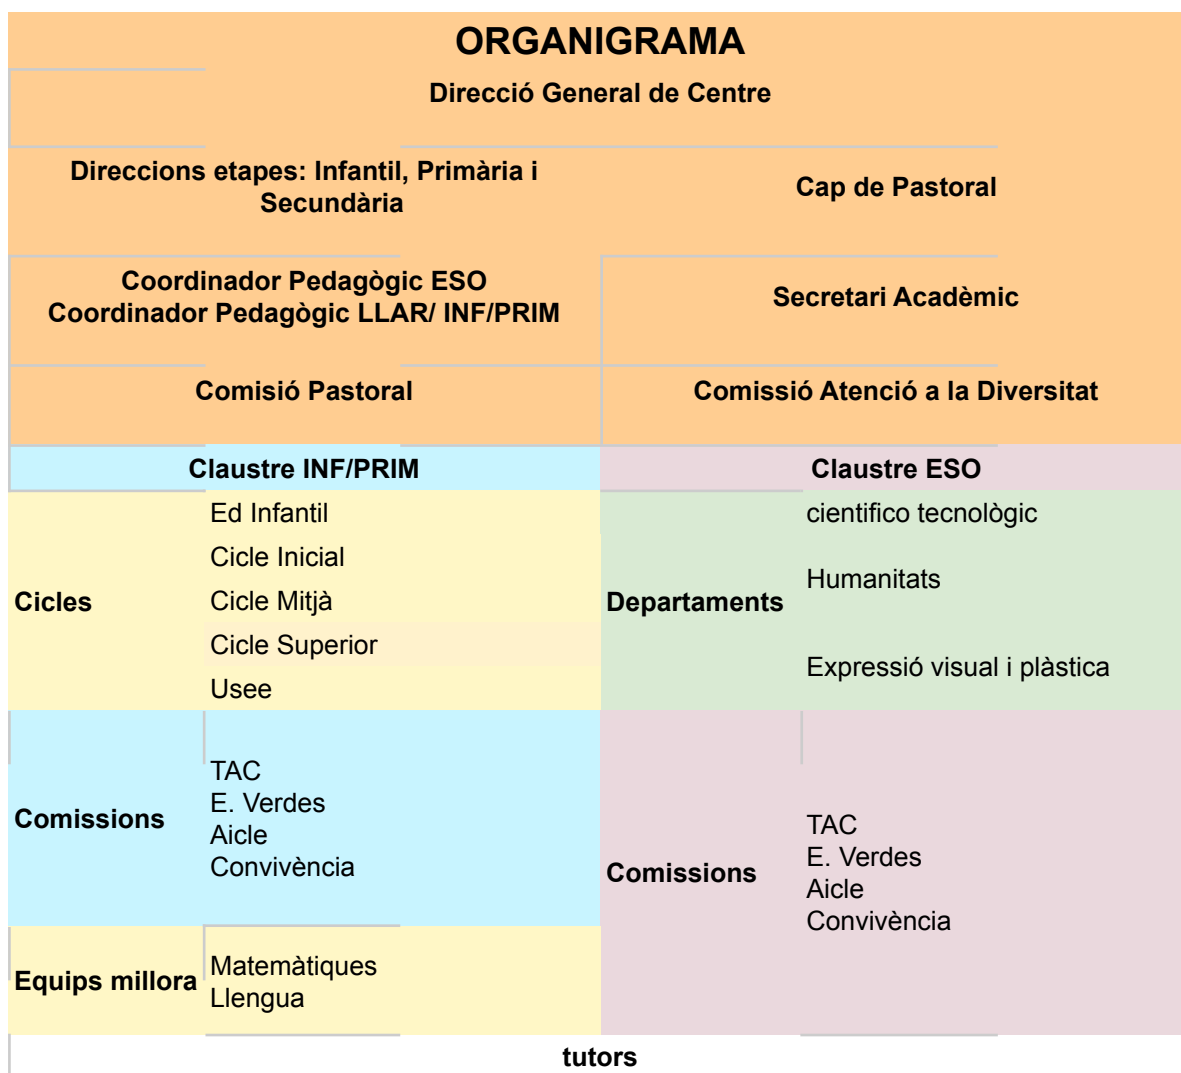 ORGANIGRAMA
Direcció General de Centre
Direccions etapes: Infantil, Primària i
Secundària
Cap de Pastoral
Coordinador Pedagògic ESO
Coordinador Pedagògic LLAR/ INF/PRIM
Secretari Acadèmic
Comisió Pastoral
Comissió Atenció a la Diversitat
Claustre INF/PRIM
Claustre ESO
Cicles
Ed Infantil
Cicle Inicial
Cicle Mitjà
Cicle Superior
Usee
Departaments
cientifico tecnològic
Humanitats
Expressió visual i plàstica
Comissions
TAC
E. Verdes
Aicle
Convivència
Equips millora
Matemàtiques
Llengua
Comissions
TAC
E. Verdes
Aicle
Convivència
tutors